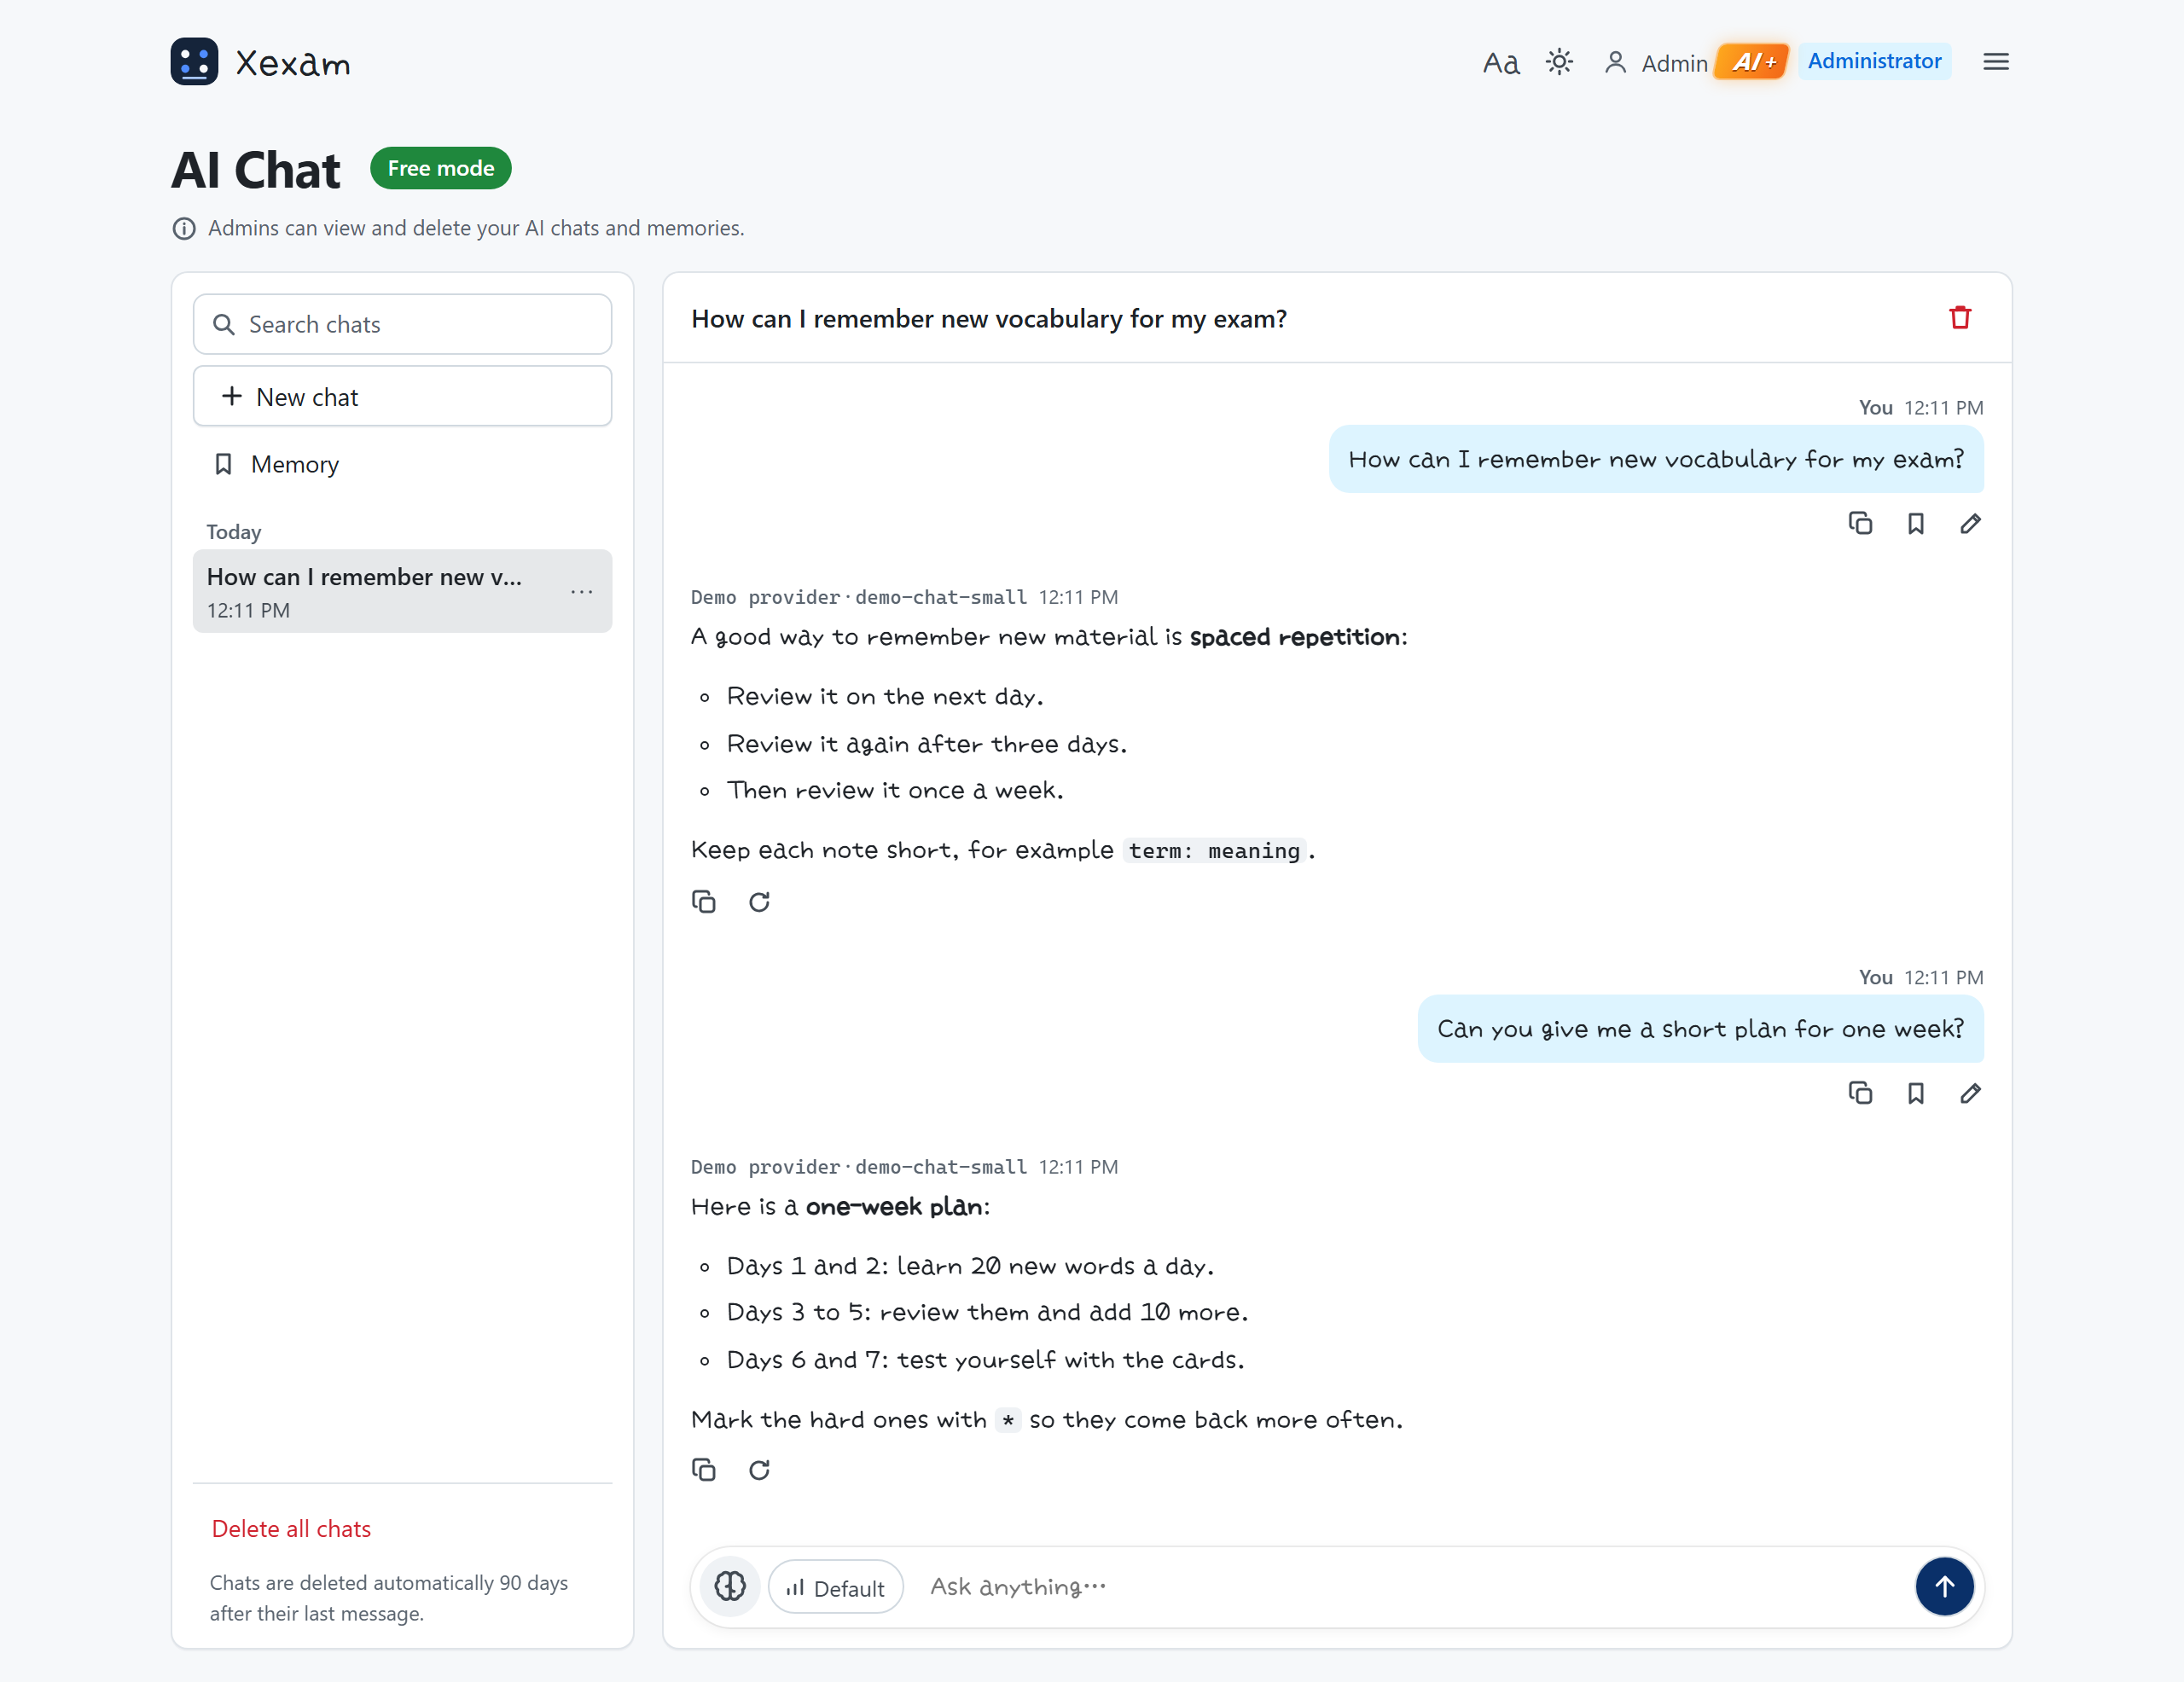 Xexam
Aa
Admin AI+ Administrator
AI Chat Free mode
Admins can view and delete your AI chats and memories.
Search chats
New chat
Memory
Today
How can I remember new v...
12:11 PM
Delete all chats
Chats are deleted automatically 90 days
after their last message.
How can I remember new vocabulary for my exam?
You 12:11 PM
How can I remember new vocabulary for my exam?
Demo provider · demo-chat-small 12:11 PM
A good way to remember new material is spaced repetition:
Review it on the next day.
Review it again after three days.
Then review it once a week.
Keep each note short, for example term: meaning.
You 12:11 PM
Can you give me a short plan for one week?
Demo provider · demo-chat-small 12:11 PM
Here is a one-week plan:
Days 1 and 2: learn 20 new words a day.
Days 3 to 5: review them and add 10 more.
Days 6 and 7: test yourself with the cards.
Mark the hard ones with * so they come back more often.
Default Ask anything…